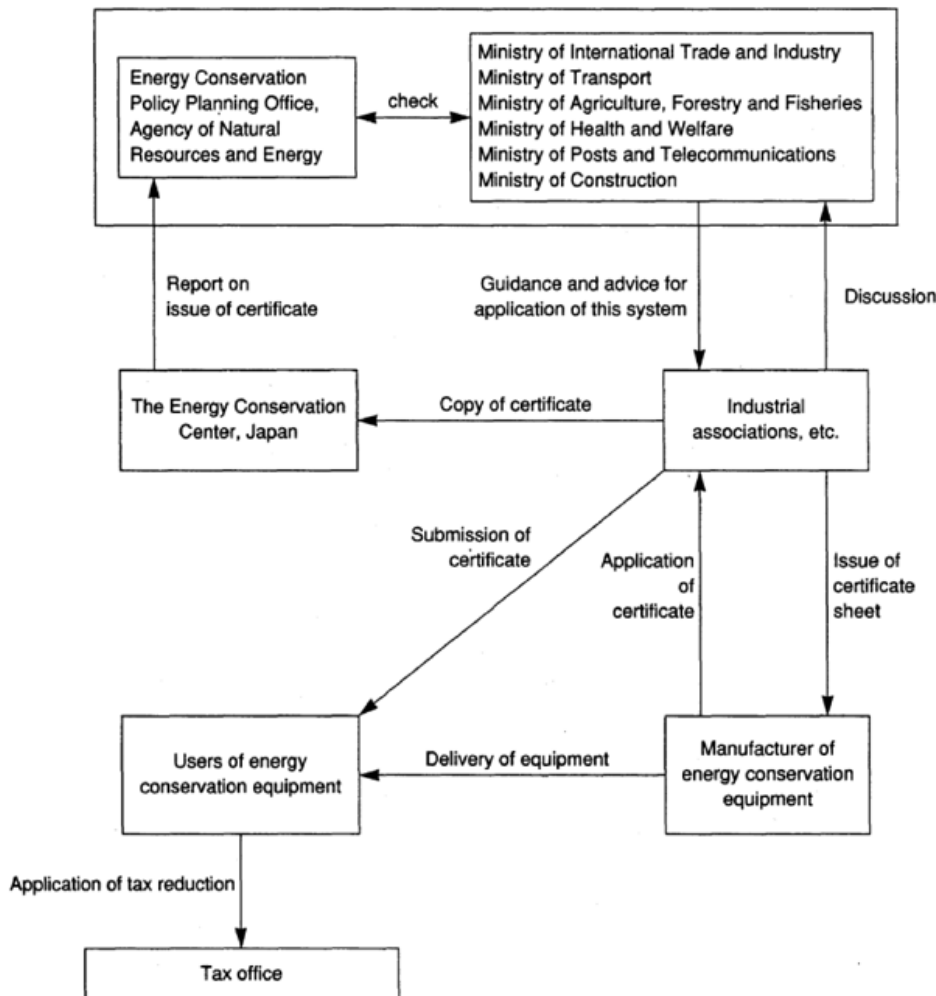 Energy Conservation
Policy Planning Office,
Agency of Natural
Resources and Energy
check
Ministry of International Trade and Industry
Ministry of Transport
Ministry of Agriculture, Forestry and Fisheries
Ministry of Health and Welfare
Ministry of Posts and Telecommunications
Ministry of Construction
Report on
issue of certificate
Guidance and advice for
application of this system
Discussion
The Energy Conservation
Center, Japan
Copy of certificate
Industrial
associations, etc.
Submission of
certificate
Application
of
certificate
Issue of
certificate
sheet
Users of energy
conservation equipment
Delivery of equipment
Manufacturer of
energy conservation
equipment
Application of tax reduction
Tax office